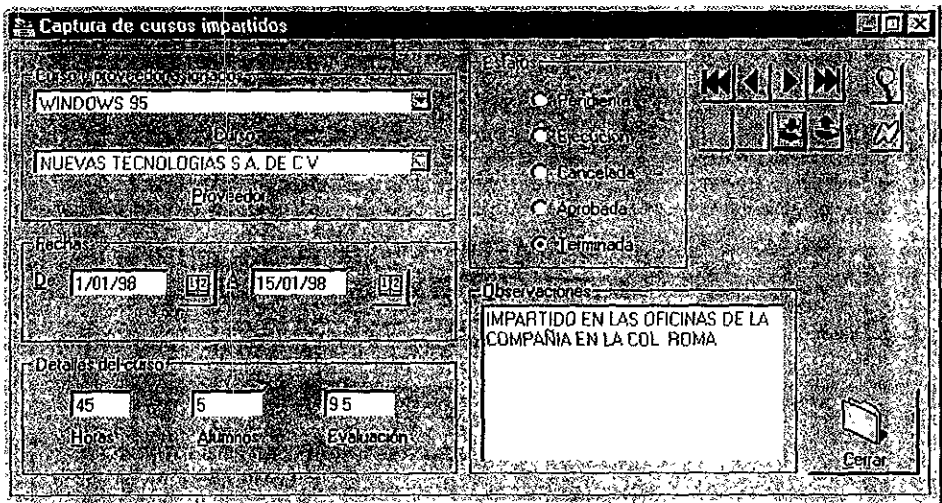 Captura de cursos impartidos
Curso y proveedor asignado
WINDOWS 95
Curso
NUEVAS TECNOLOGIAS S.A. DE C V
Proveedor
Fechas
De 1/01/98 A 15/01/98
Detalles del curso
45 5 9 5
Horas Alumnos Evaluación
Estatos
Pendiente
Ejecución
Cancelada
Aprobada
Terminada
Observaciones
IMPARTIDO EN LAS OFICINAS DE LA
COMPAÑIA EN LA COL ROMA
Cerrar